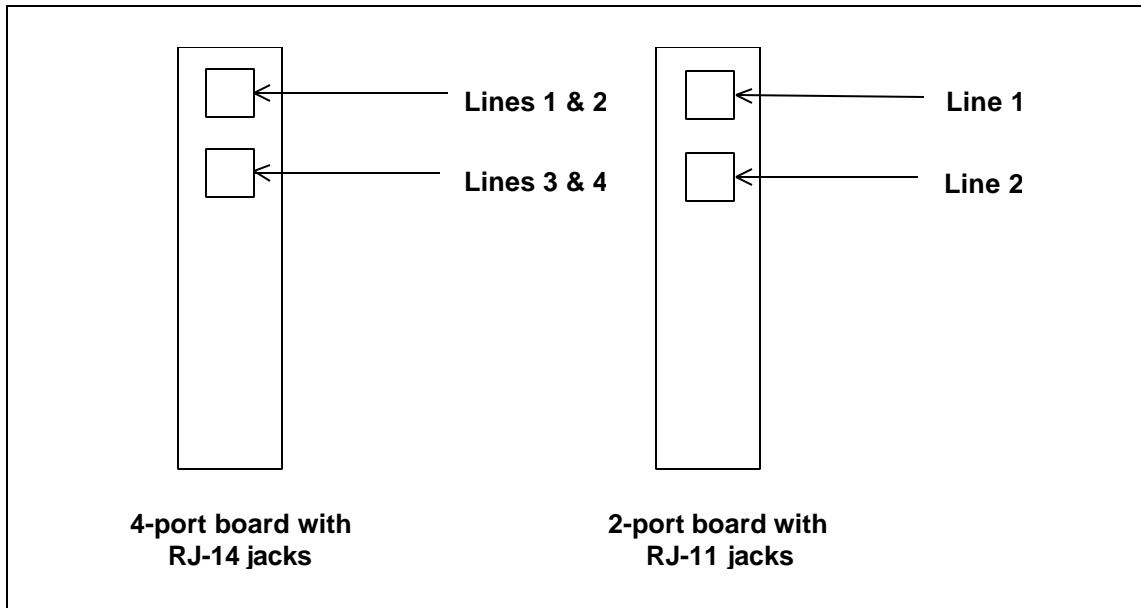 Lines 1 & 2
Lines 3 & 4
Line 1
Line 2
4-port board with
RJ-14 jacks
2-port board with
RJ-11 jacks